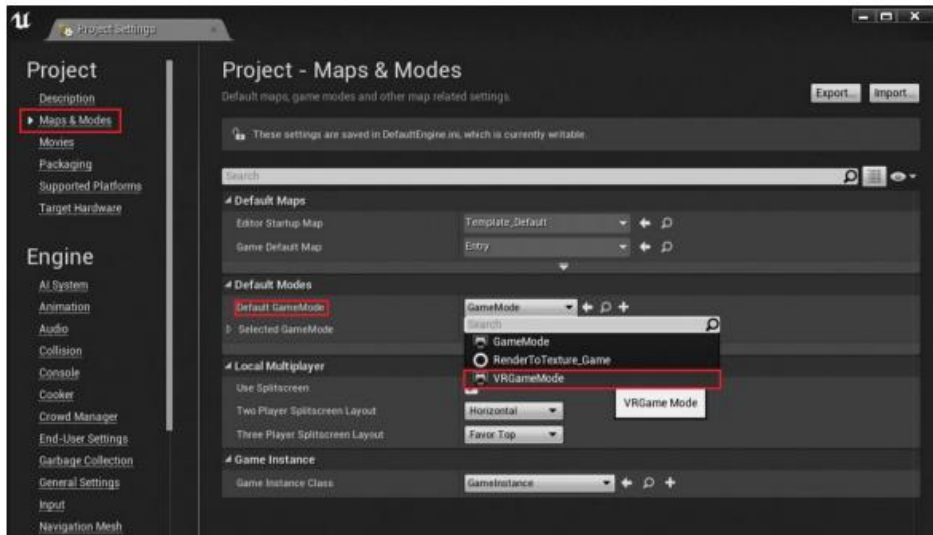 Project Settings
Project
Description
Maps & Modes
Movies
Packaging
Supported Platforms
Target Hardware
Engine
AI System
Animation
Audio
Collision
Console
Cooker
Crowd Manager
End-User Settings
Garbage Collection
General Settings
Input
Navigation Mesh
Project - Maps & Modes
Default maps, game modes and other map related settings.
Export...
Import...
These settings are saved in DefaultEngine.ini, which is currently writable.
Search
Default Maps
Editor Startup Map
Template_Default
Game Default Map
Entry
Default Modes
Default GameMode
GameMode
Selected GameMode
Search
GameMode
RenderToTexture_Game
VRGameMode
VRGame Mode
Local Multiplayer
Use Splitscreen
Two Player Splitscreen Layout
Horizontal
Three Player Splitscreen Layout
Favor Top
Game Instance
Game Instance Class
GameInstance